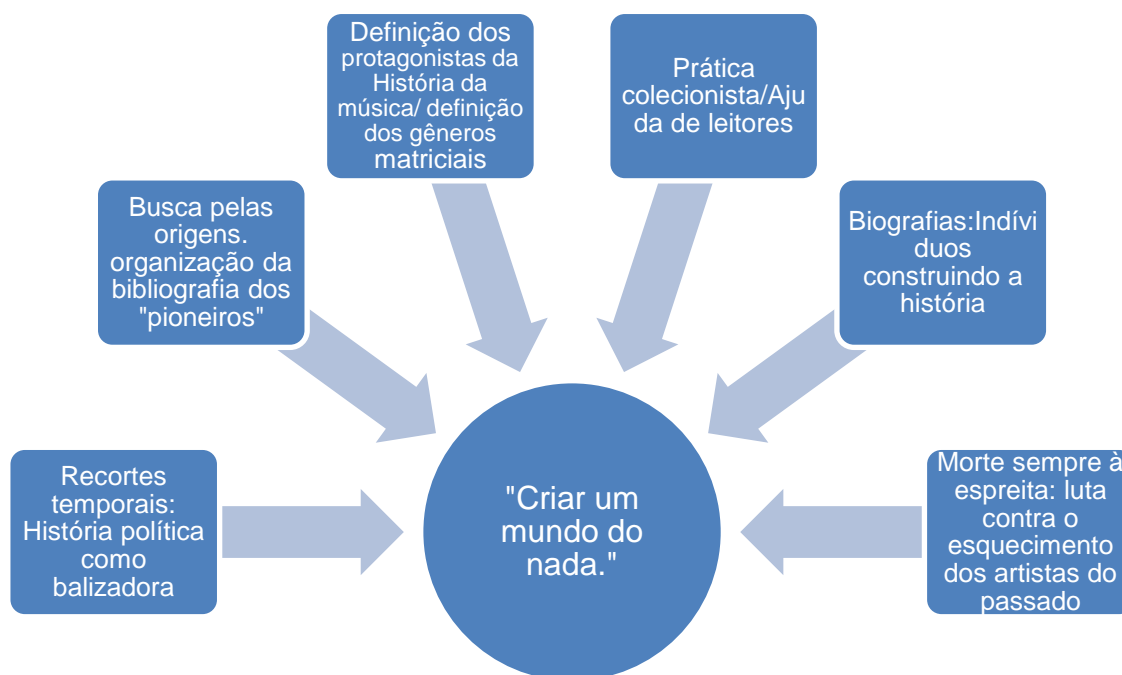 Definição dos
protagonistas da
História da
música/ definição
dos gêneros
matriciais
Prática
colecionista/Aju
da de leitores
Busca pelas
origens.
organização da
bibliografia dos
"pioneiros"
Biografias:Indíví
duos
construindo a
história
Recortes
temporais:
História política
como
balizadora
"Criar um
mundo do
nada."
Morte sempre à
espreita: luta
contra o
esquecimento
dos artistas do
passado